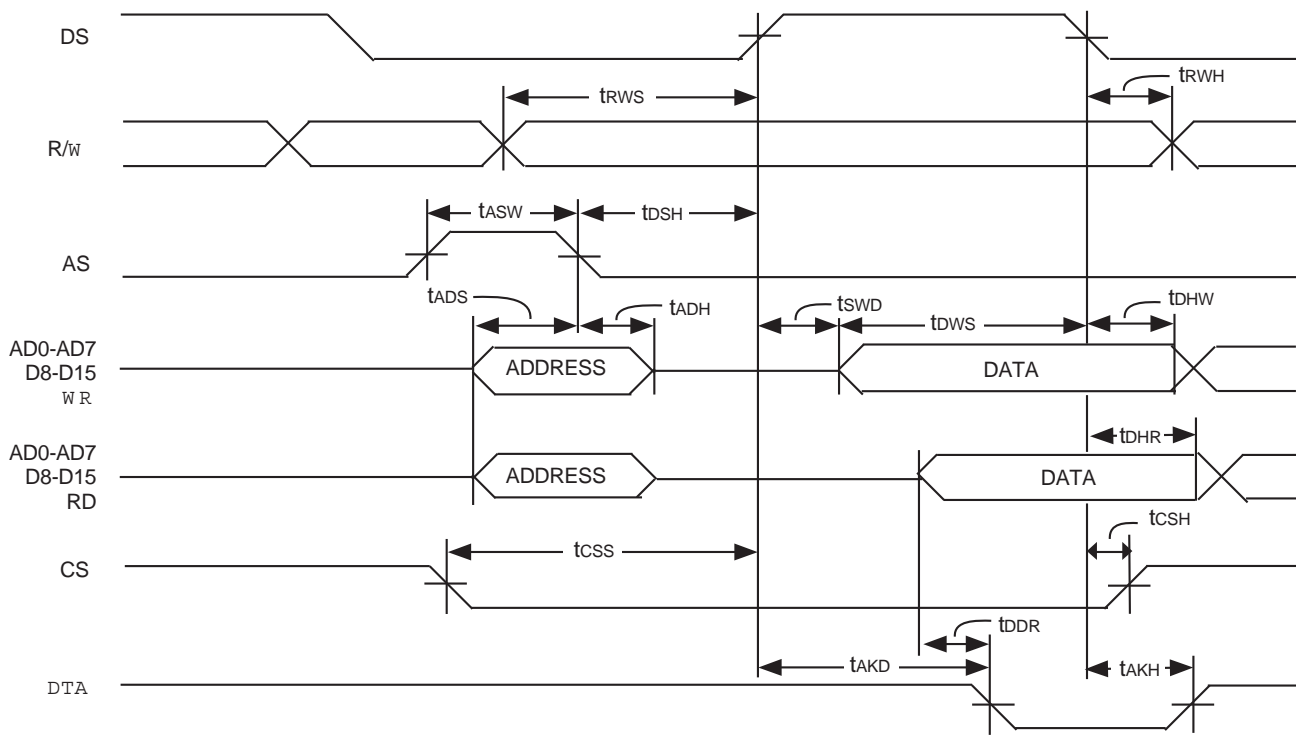 DS
tRWH
tRWS
R/W
tASW
tDSH
AS
tADS
tADH
tSWD
tDWS
tDHW
AD0-AD7
D8-D15
WR
ADDRESS
DATA
tDHR
AD0-AD7
D8-D15
RD
ADDRESS
DATA
tCSH
tCSS
CS
tDDR
tAKD
tAKH
DTA